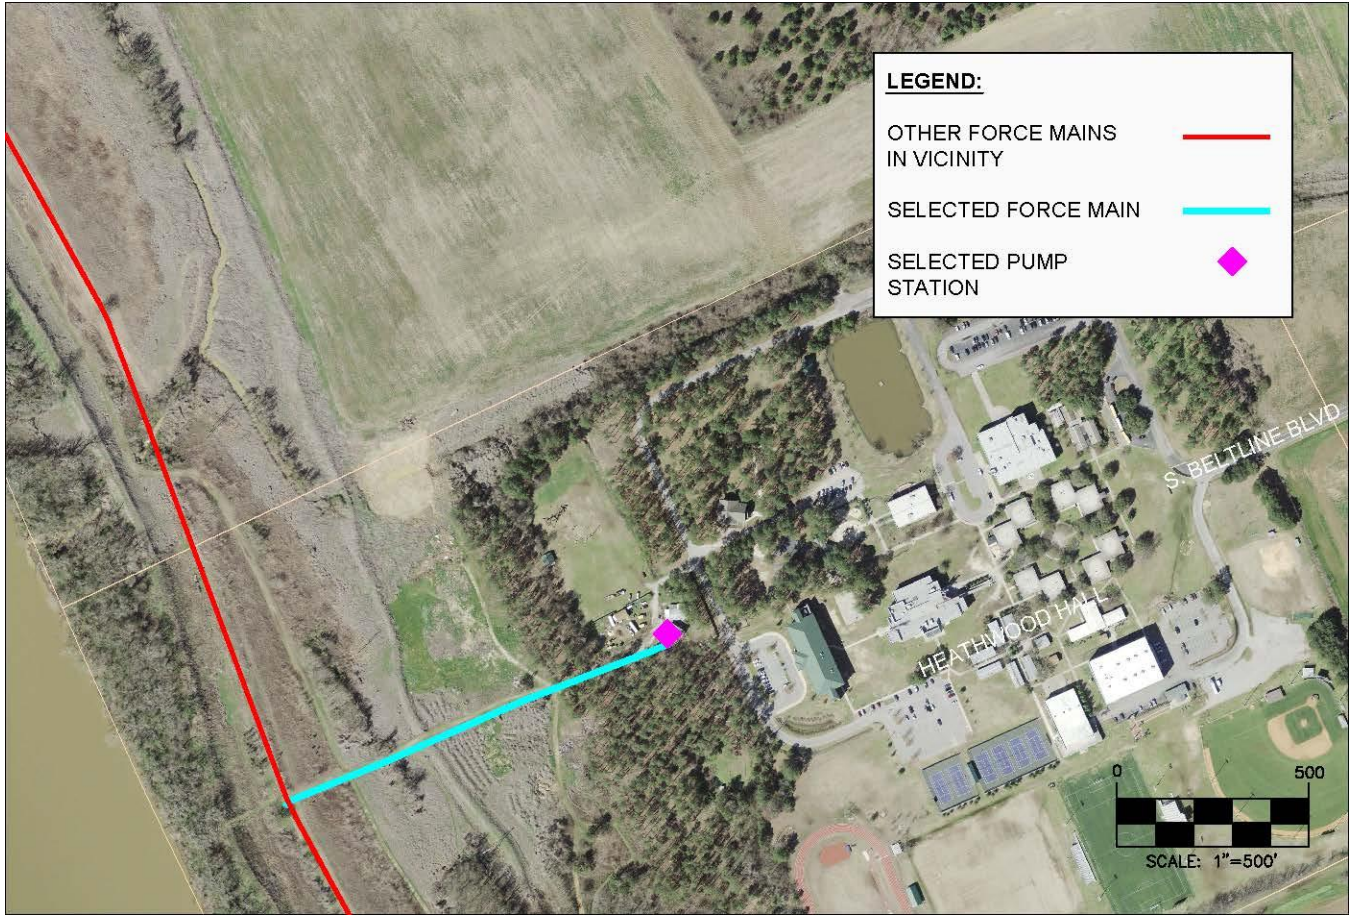 LEGEND:
OTHER FORCE MAINS
IN VICINITY
SELECTED FORCE MAIN
SELECTED PUMP
STATION
S. BELTLINE BLVD
HEATHWOOD HALL
0 500
SCALE: 1"=500'